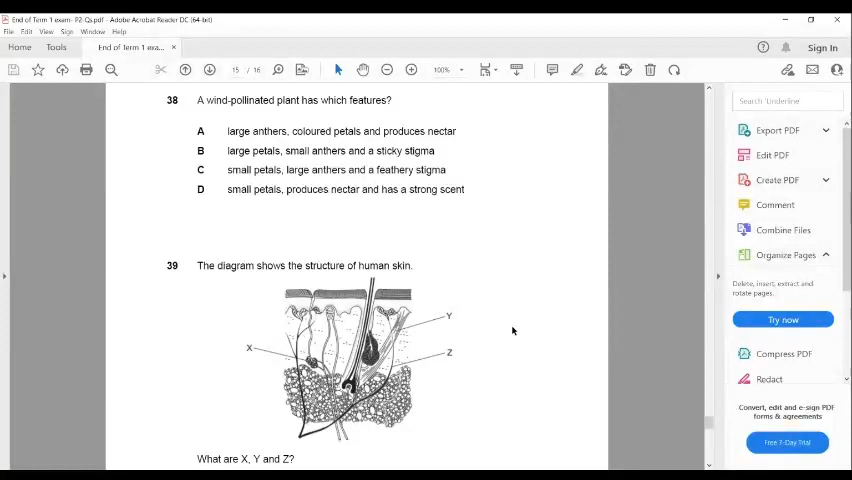 End of Term 1 exam- P2-Qs.pdf - Adobe Acrobat Reader DC (64-bit)
File Edit View Sign Window Help
Home Tools End of Term 1 exa... × Sign In
15 / 16 100% Search 'Underline
38 A wind-pollinated plant has which features?
A large anthers, coloured petals and produces nectar
B large petals, small anthers and a sticky stigma
C small petals, large anthers and a feathery stigma
D small petals, produces nectar and has a strong scent
39 The diagram shows the structure of human skin.
X
Y
Z
What are X, Y and Z?
Export PDF
Edit PDF
Create PDF
Comment
Combine Files
Organize Pages
Delete, insert, extract and
rotate pages.
Try now
Compress PDF
Redact
Convert, edit and e-sign PDF
forms & agreements
Free 7-Day Trial